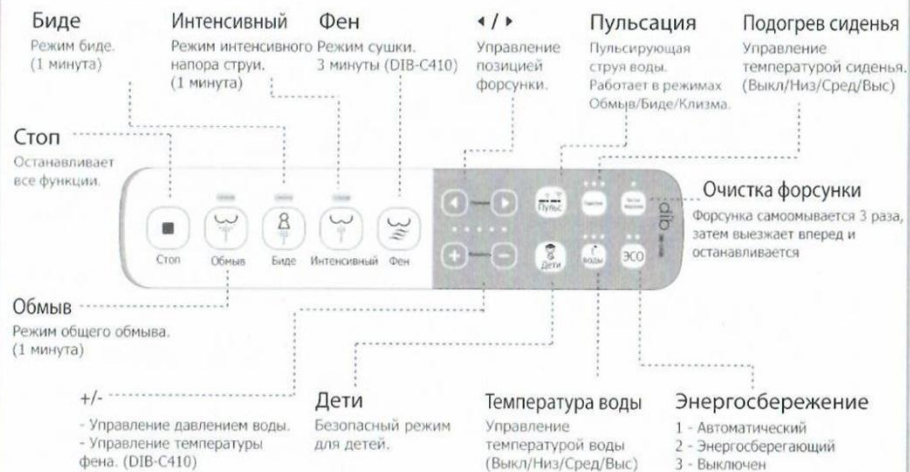 Биде
Режим биде.
(1 минута)
Интенсивный
Режим интенсивного
напора струи.
(1 минута)
Фен
Режим сушки.
3 минуты (DIB-C410)
◂ / ▸
Управление
позицией
форсунки.
Пульсация
Пульсирующая
струя воды.
Работает в режимах
Обмыв/Биде/Клизма.
Подогрев сиденья
Управление
температурой сиденья.
(Выкл/Низ/Сред/Выс)
Стоп
Останавливает
все функции.
Очистка форсунки
Форсунка самоомывается 3 раза,
затем выезжает вперед и
останавливается
Пульс
dib
Стоп
Обмыв
Биде
Интенсивный
Фен
+
−
Дети
воды
ЭСО
Обмыв
Режим общего обмыва.
(1 минута)
+/-
- Управление давлением воды.
- Управление температуры
фена. (DIB-C410)
Дети
Безопасный режим
для детей.
Температура воды
Управление
температурой воды
(Выкл/Низ/Сред/Выс)
Энергосбережение
1 - Автоматический
2 - Энергосберегающий
3 - Выключен